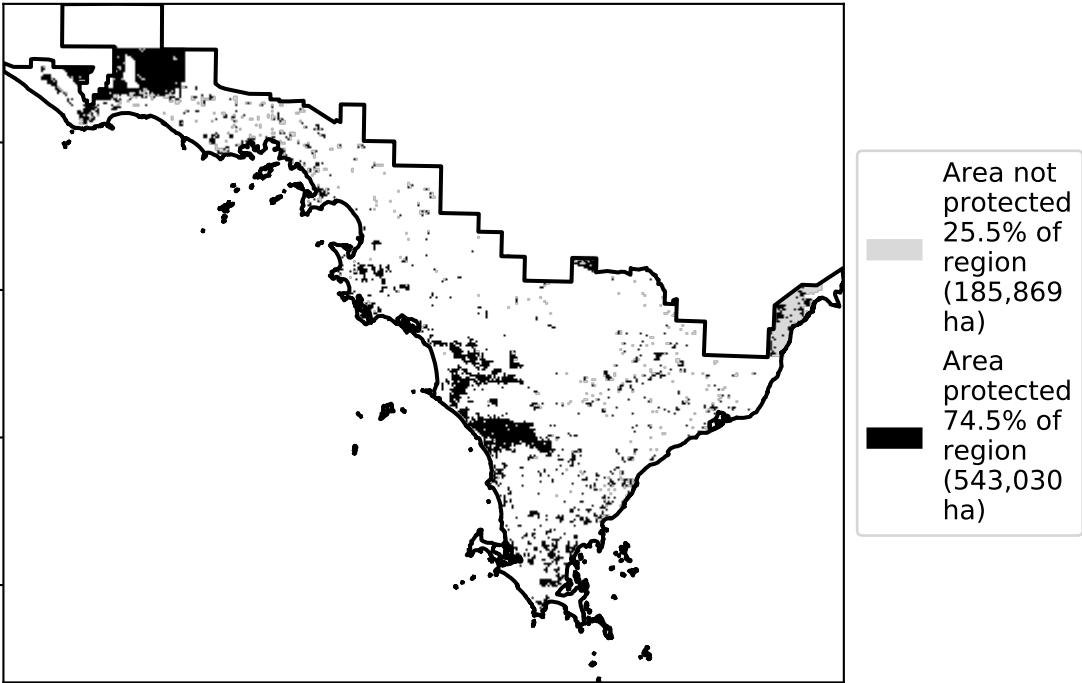 Area not
protected
25.5% of
region
(185,869
ha)
Area
protected
74.5% of
region
(543,030
ha)